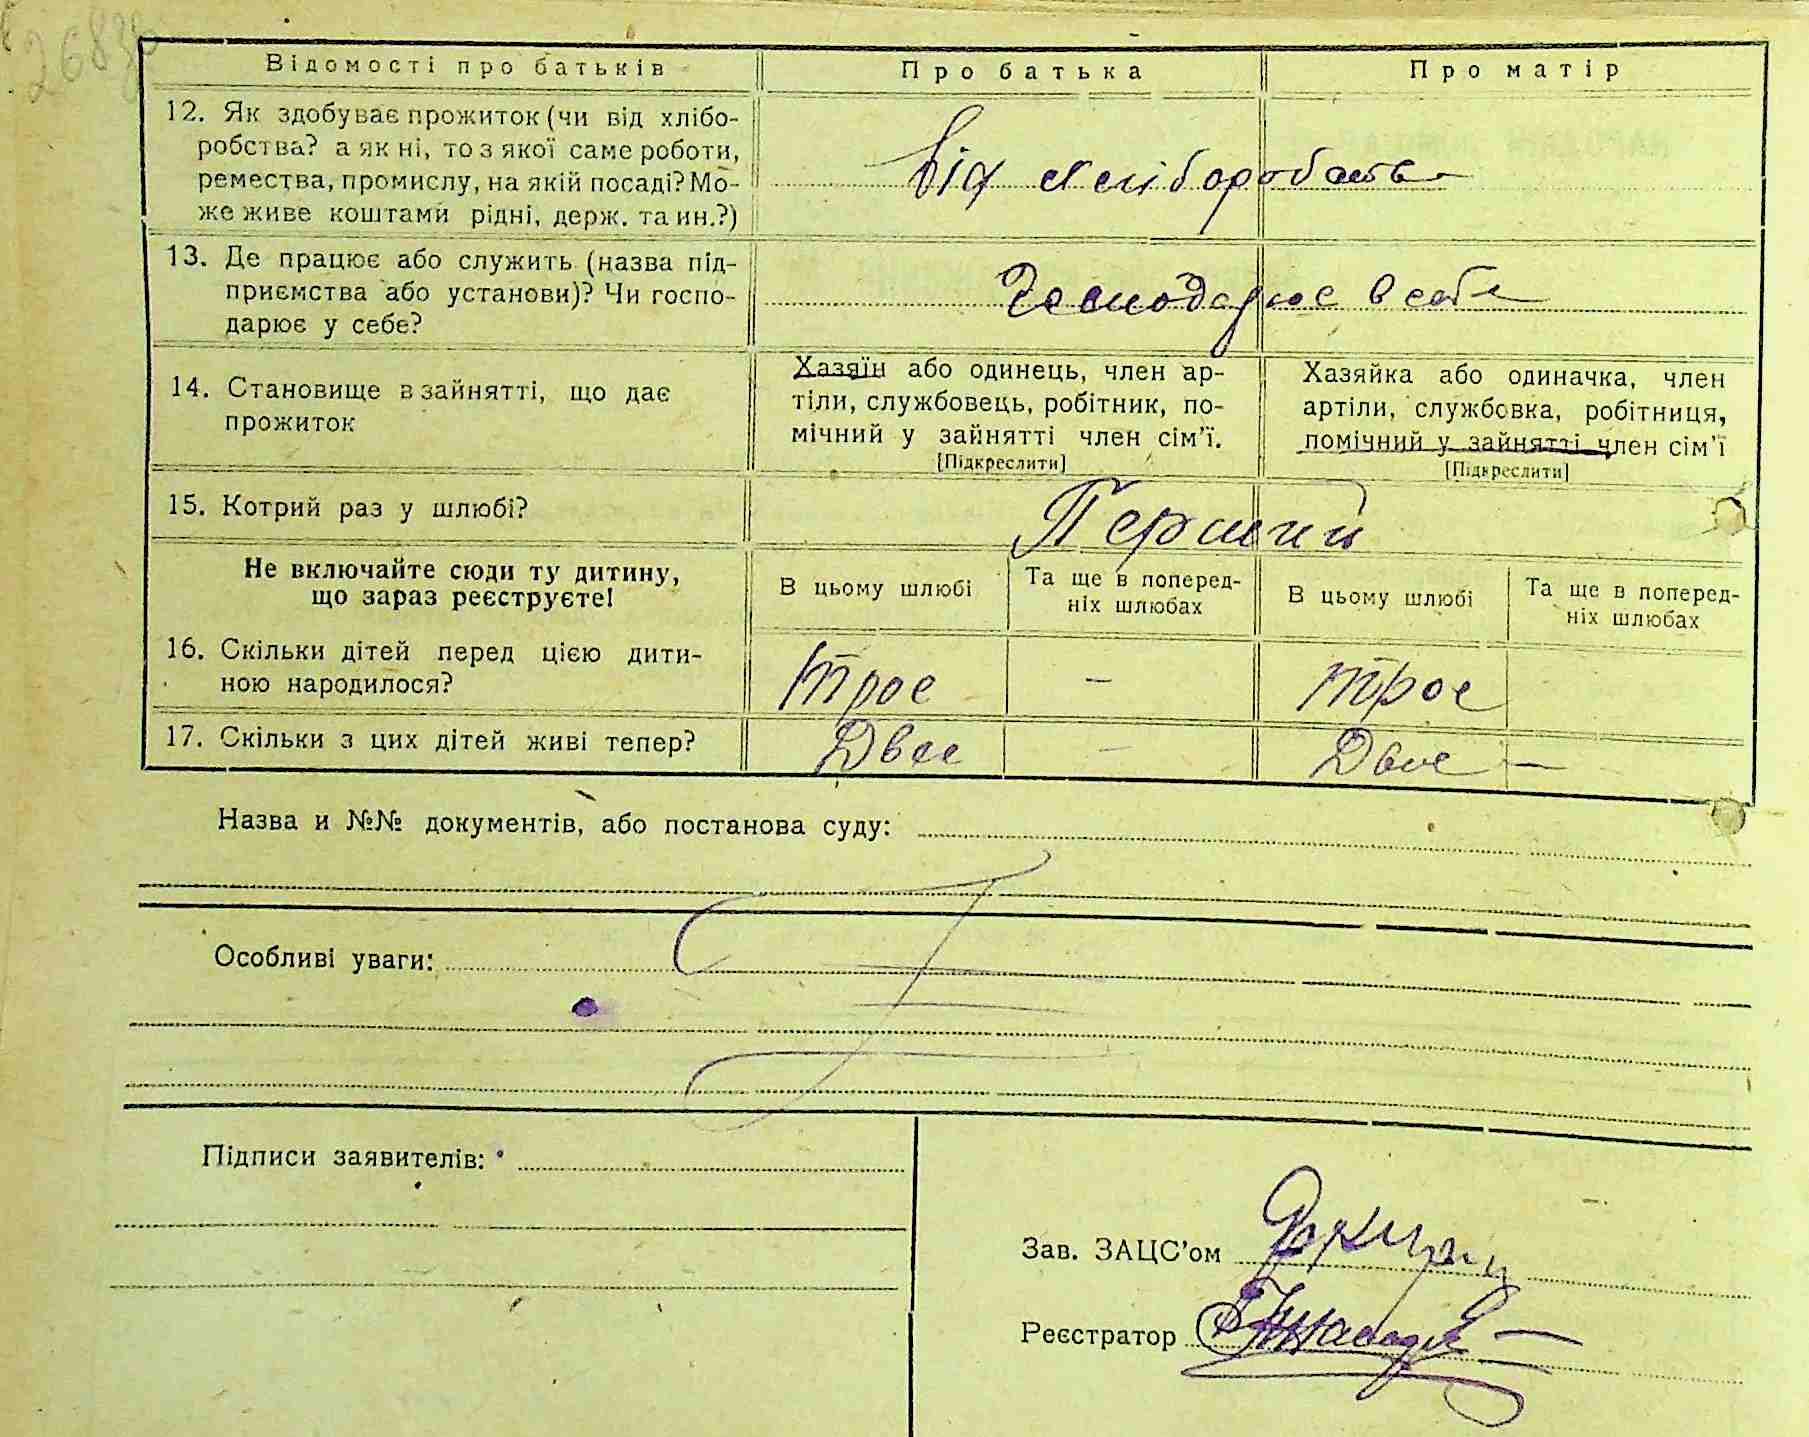 Відомості про батьків Про батька Про матір
12. Як здобуває прожиток (чи від хлібо-
робства? а як ні, то з якої саме роботи,
ремества, промислу, на якій посаді? Мо-
же живе коштами рідні, держ. та ин.?)
від хліборобства
13. Де працює або служить (назва під-
приємства або установи)? Чи госпо-
дарює у себе?
Господарює в себе
14. Становище в зайнятті, що дає
прожиток
Хазяїн або одинець, член ар-
тіли, службовець, робітник, по-
мічний у зайнятті член сім'ї.
[Підкреслити]
Хазяйка або одиначка, член
артіли, службовка, робітниця,
помічний у зайнятті член сім'ї
[Підкреслити]
15. Котрий раз у шлюбі?
Перший
Не включайте сюди ту дитину,
що зараз реєструєте!
В цьому шлюбі
Та ще в поперед-
ніх шлюбах
В цьому шлюбі
Та ще в поперед-
ніх шлюбах
16. Скільки дітей перед цією дити-
ною народилося?
Троє – Троє
17. Скільки з цих дітей живі тепер? Двоє – Двоє –
Назва и №№ документів, або постанова суду:
Особливі уваги:
Підписи заявителів:
Зав. ЗАЦС'ом
Реєстратор